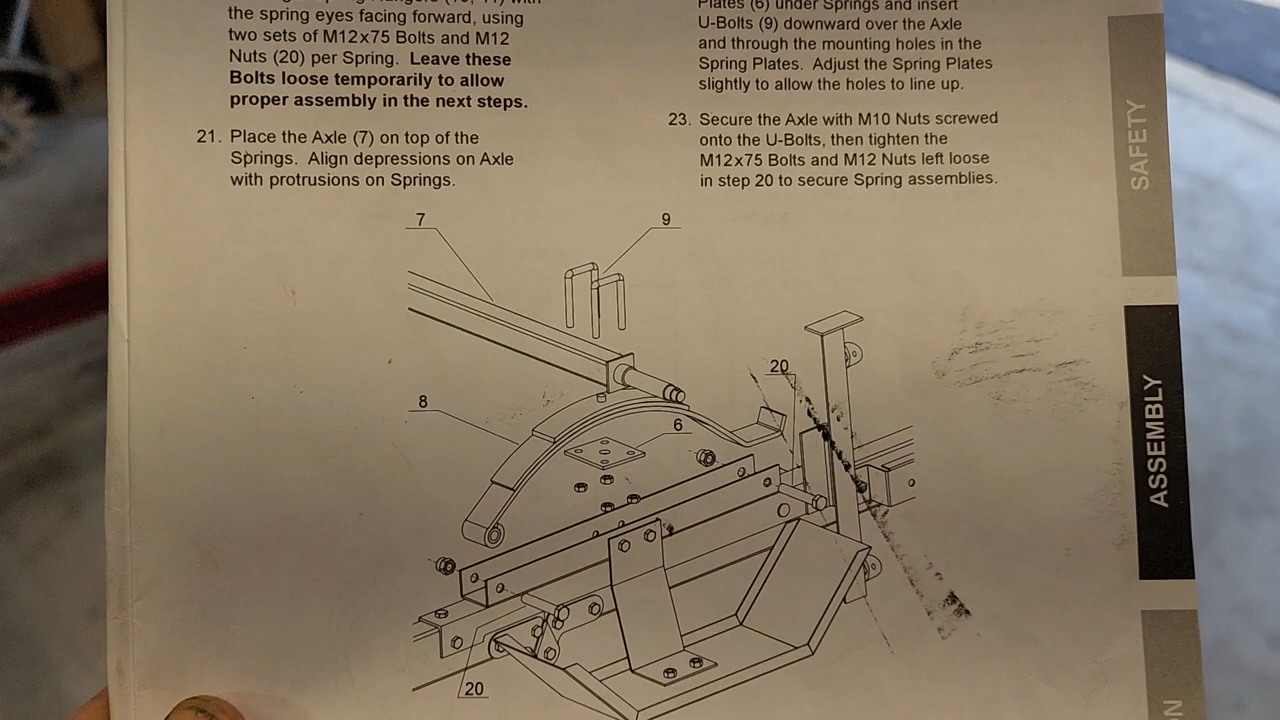 the spring eyes facing forward, using
two sets of M12x75 Bolts and M12
Nuts (20) per Spring. Leave these
Bolts loose temporarily to allow
proper assembly in the next steps.
21. Place the Axle (7) on top of the
Springs. Align depressions on Axle
with protrusions on Springs.
Plates (6) under Springs and insert
U-Bolts (9) downward over the Axle
and through the mounting holes in the
Spring Plates. Adjust the Spring Plates
slightly to allow the holes to line up.
23. Secure the Axle with M10 Nuts screwed
onto the U-Bolts, then tighten the
M12x75 Bolts and M12 Nuts left loose
in step 20 to secure Spring assemblies.
7
9
20
8
6
20
SAFETY
ASSEMBLY